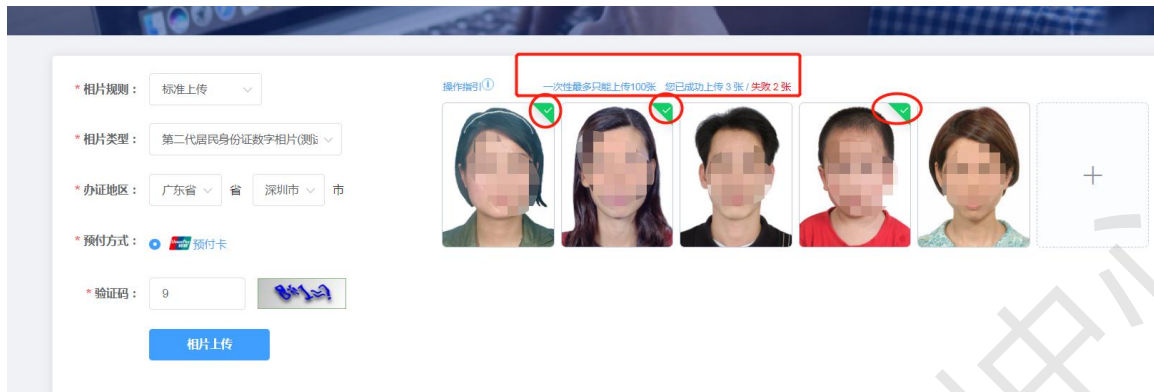 * 相片规则： 标准上传
操作指引 一次性最多只能上传100张 您已成功上传 3 张 / 失败 2 张
* 相片类型： 第二代居民身份证数字相片(测
* 办证地区： 广东省 省 深圳市 市
* 预付方式： 预付卡
* 验证码： 9
相片上传
中心